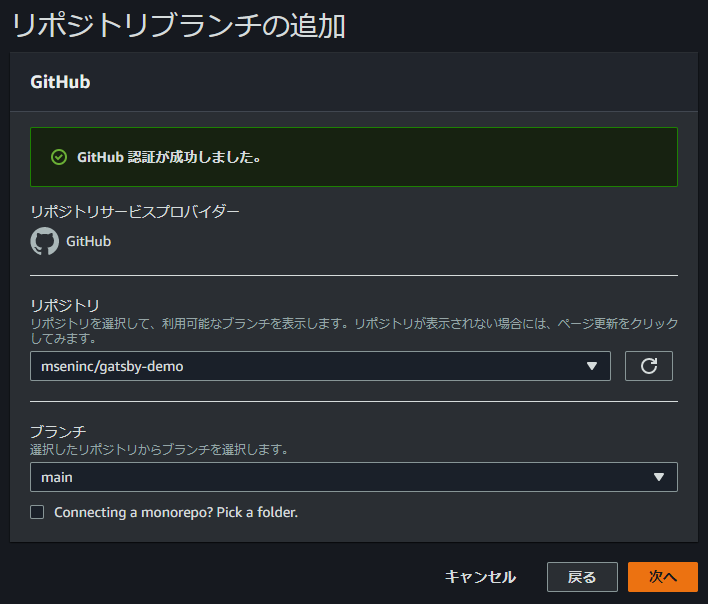 リポジトリブランチの追加
GitHub
GitHub 認証が成功しました。
リポジトリサービスプロバイダー
GitHub
リポジトリ
リポジトリを選択して、利用可能なブランチを表示します。リポジトリが表示されない場合には、ページ更新をクリック
してみます。
mseninc/gatsby-demo
ブランチ
選択したリポジトリからブランチを選択します。
main
Connecting a monorepo? Pick a folder.
キャンセル
戻る
次へ